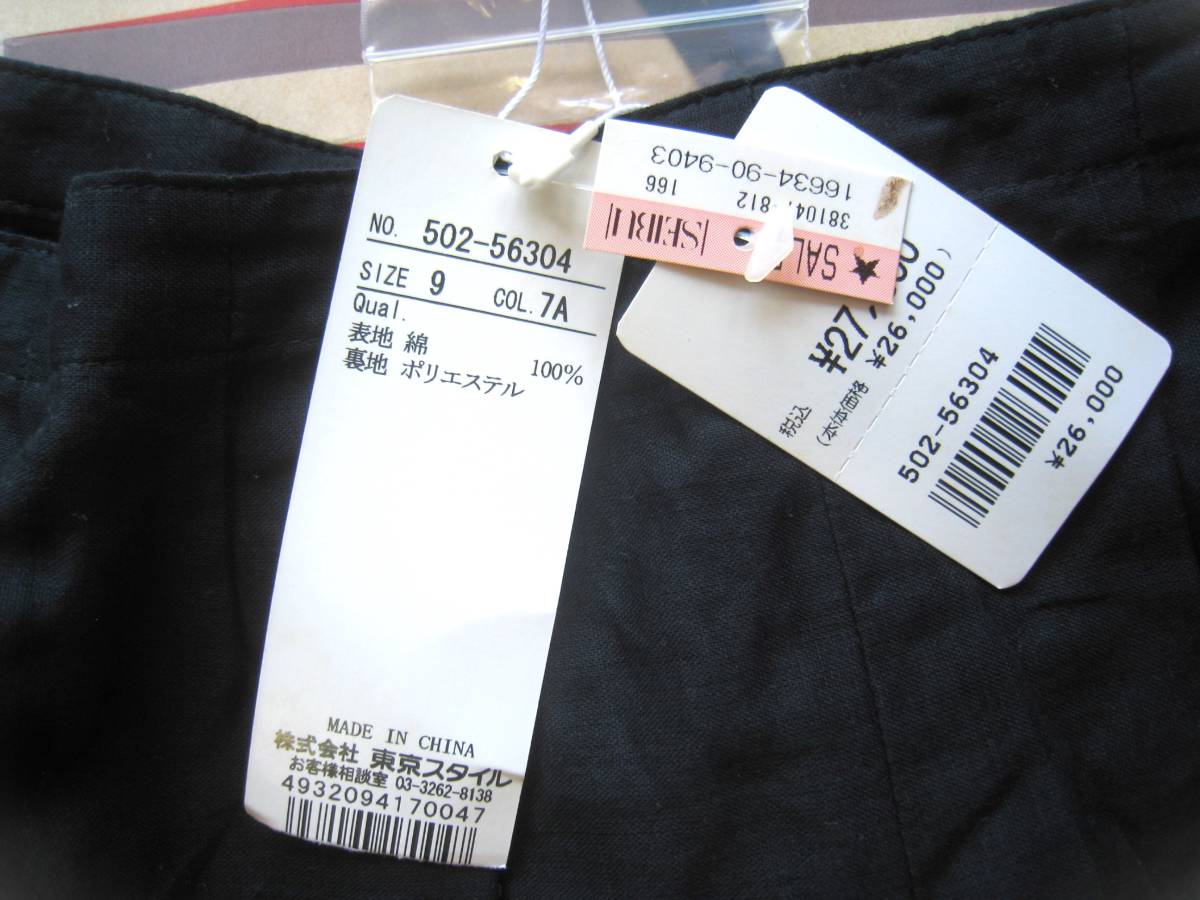 NO. 502-56304
SIZE 9 COL. 7A
Qual.
表地 綿 100%
裏地 ポリエステル
MADE IN CHINA
株式会社 東京スタイル
お客様相談室 03-3262-8138
4932094170047
16634-90-9403
166
SEIBU
★
¥26,000)
(本体価格
税込
502-56304
¥26,000